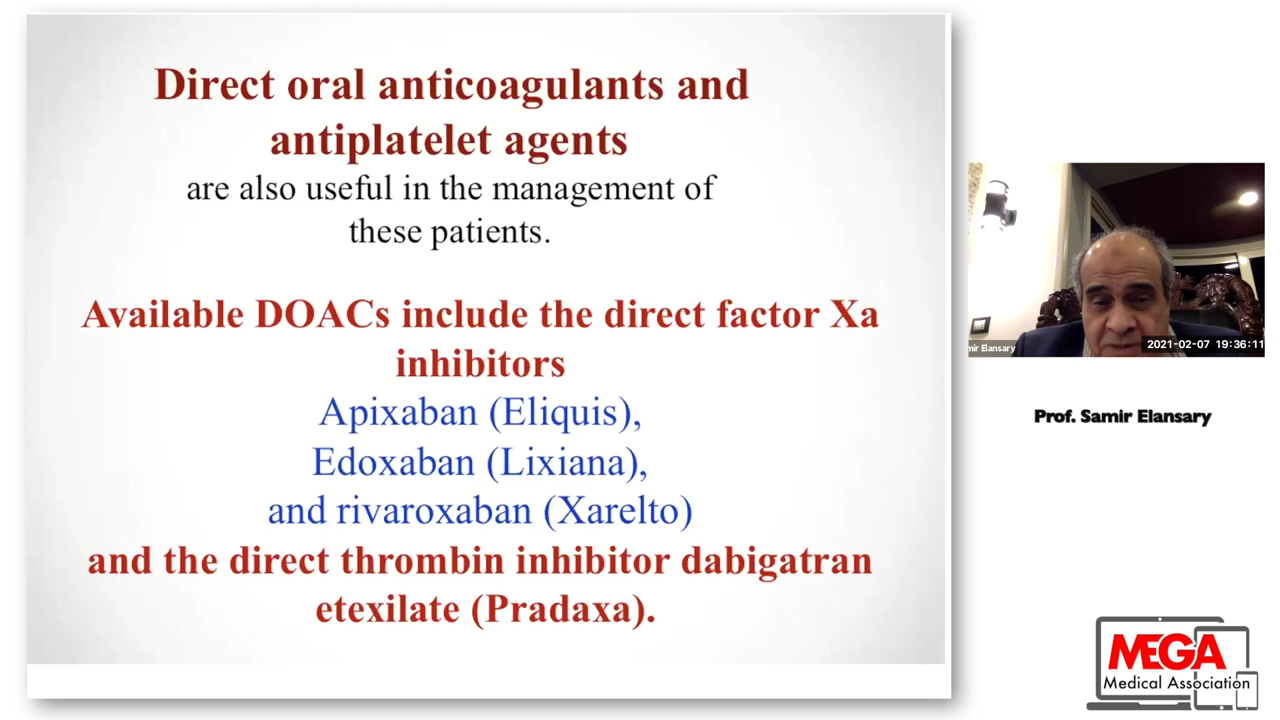 Direct oral anticoagulants and
antiplatelet agents
are also useful in the management of
these patients.
Available DOACs include the direct factor Xa
inhibitors
Apixaban (Eliquis),
Edoxaban (Lixiana),
and rivaroxaban (Xarelto)
and the direct thrombin inhibitor dabigatran
etexilate (Pradaxa).
mir Elansary
2021-02-07 19:36:11
Prof. Samir Elansary
MEGA
Medical Association